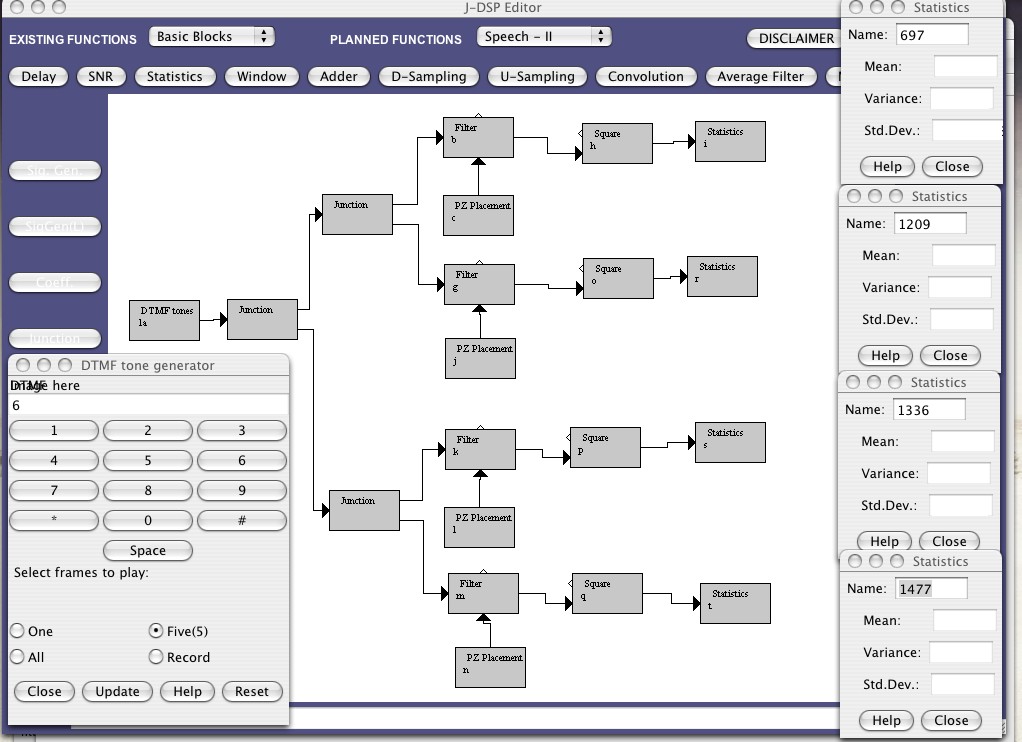 J-DSP Editor
EXISTING FUNCTIONS
Basic Blocks
PLANNED FUNCTIONS
Speech - II
DISCLAIMER
Delay
SNR
Statistics
Window
Adder
D-Sampling
U-Sampling
Convolution
Average Filter
Sig. Gen.
SigGen(L)
Coeff.
Junction
DTMF tones
1a
Junction
Junction
Filter
b
Square
h
Statistics
i
PZ Placement
c
Filter
g
Square
o
Statistics
r
PZ Placement
j
Junction
Filter
k
Square
p
Statistics
s
PZ Placement
l
Filter
m
Square
q
Statistics
t
PZ Placement
n
DTMF tone generator
Image here
6
1
2
3
4
5
6
7
8
9
*
0
#
Space
Select frames to play:
One
Five(5)
All
Record
Close
Update
Help
Reset
Statistics
Name: 697
Mean:
Variance:
Std.Dev.:
Help
Close
Statistics
Name: 1209
Mean:
Variance:
Std.Dev.:
Help
Close
Statistics
Name: 1336
Mean:
Variance:
Std.Dev.:
Help
Close
Statistics
Name: 1477
Mean:
Variance:
Std.Dev.:
Help
Close